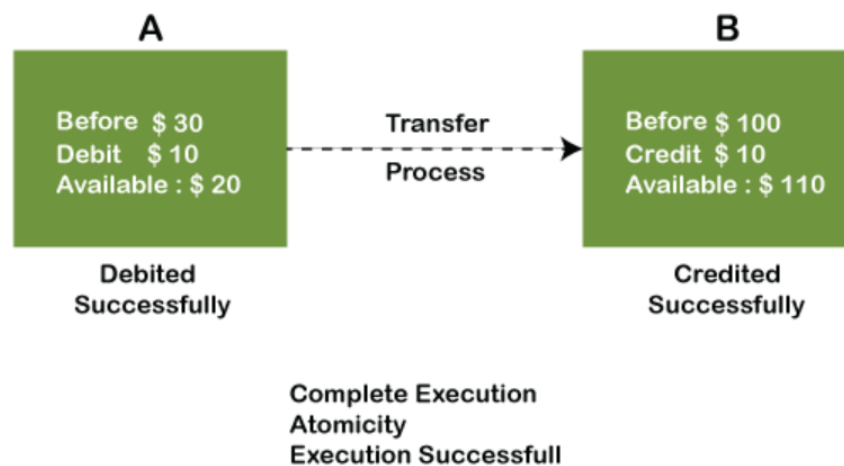 A
Before $ 30
Debit $ 10
Available : $ 20
Debited
Successfully
Transfer
Process
B
Before $ 100
Credit $ 10
Available : $ 110
Credited
Successfully
Complete Execution
Atomicity
Execution Successfull